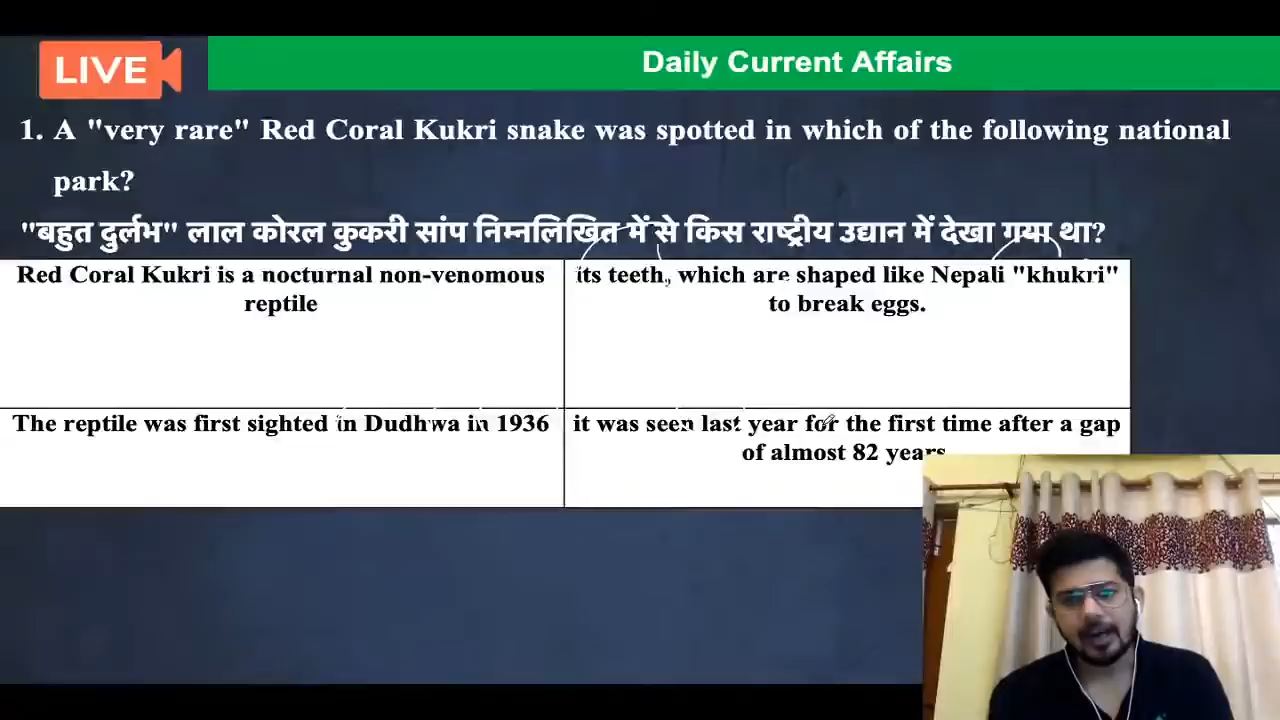 LIVE
Daily Current Affairs
1. A "very rare" Red Coral Kukri snake was spotted in which of the following national
park?
"बहुत दुर्लभ" लाल कोरल कुकरी सांप निम्नलिखित में से किस राष्ट्रीय उद्यान में देखा गया था?
Red Coral Kukri is a nocturnal non-venomous
reptile
its teeth, which are shaped like Nepali "khukri"
to break eggs.
The reptile was first sighted in Dudhwa in 1936
it was seen last year for the first time after a gap
of almost 82 years